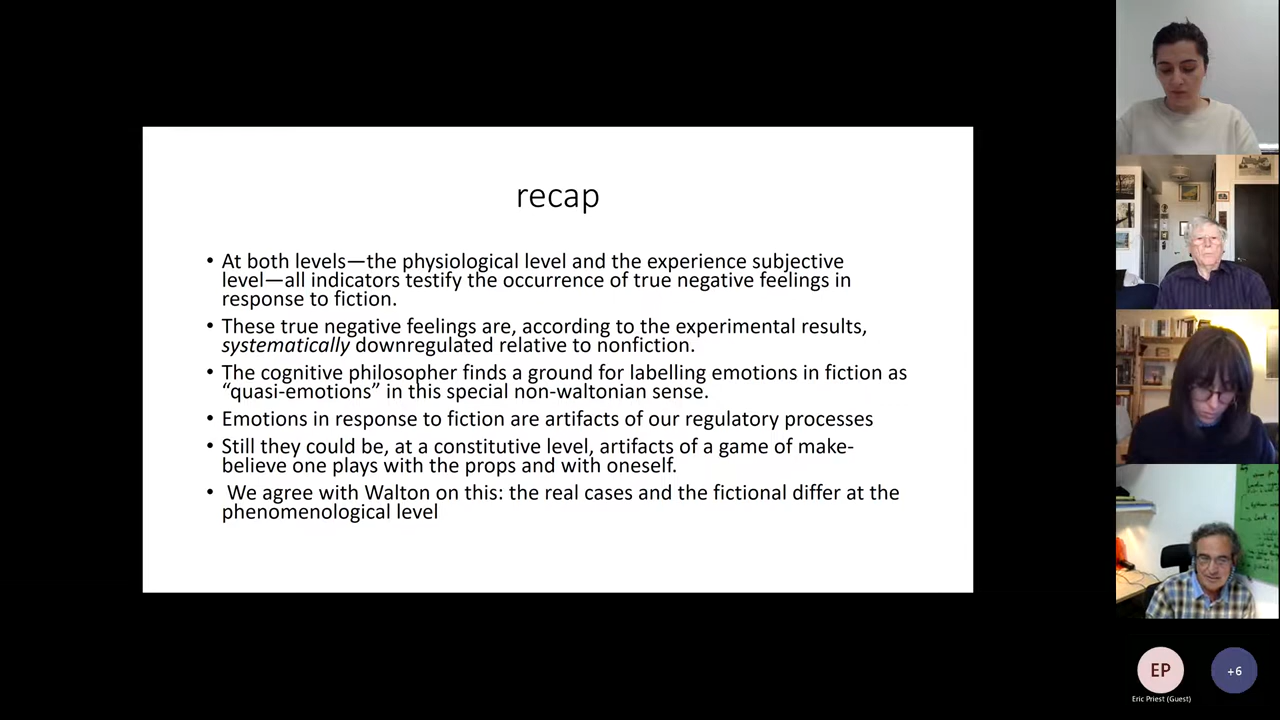 recap
• At both levels—the physiological level and the experience subjective
level—all indicators testify the occurrence of true negative feelings in
response to fiction.
• These true negative feelings are, according to the experimental results,
systematically downregulated relative to nonfiction.
• The cognitive philosopher finds a ground for labelling emotions in fiction as
“quasi-emotions” in this special non-waltonian sense.
• Emotions in response to fiction are artifacts of our regulatory processes
• Still they could be, at a constitutive level, artifacts of a game of make-
believe one plays with the props and with oneself.
• We agree with Walton on this: the real cases and the fictional differ at the
phenomenological level
EP
+6
Eric Priest (Guest)